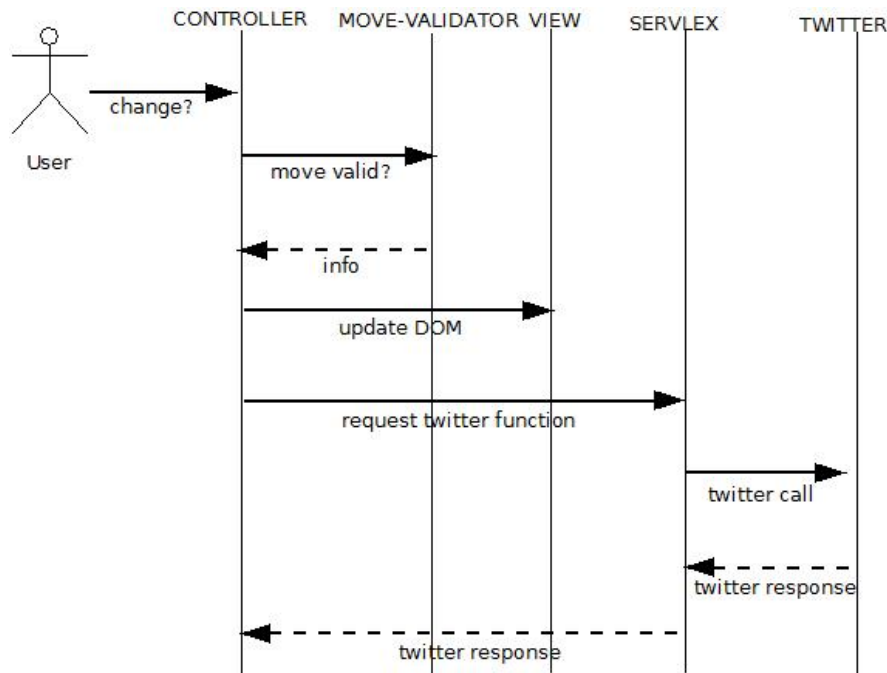 CONTROLLER
MOVE-VALIDATOR
VIEW
SERVLEX
TWITTER
change?
User
move valid?
info
update DOM
request twitter function
twitter call
twitter response
twitter response